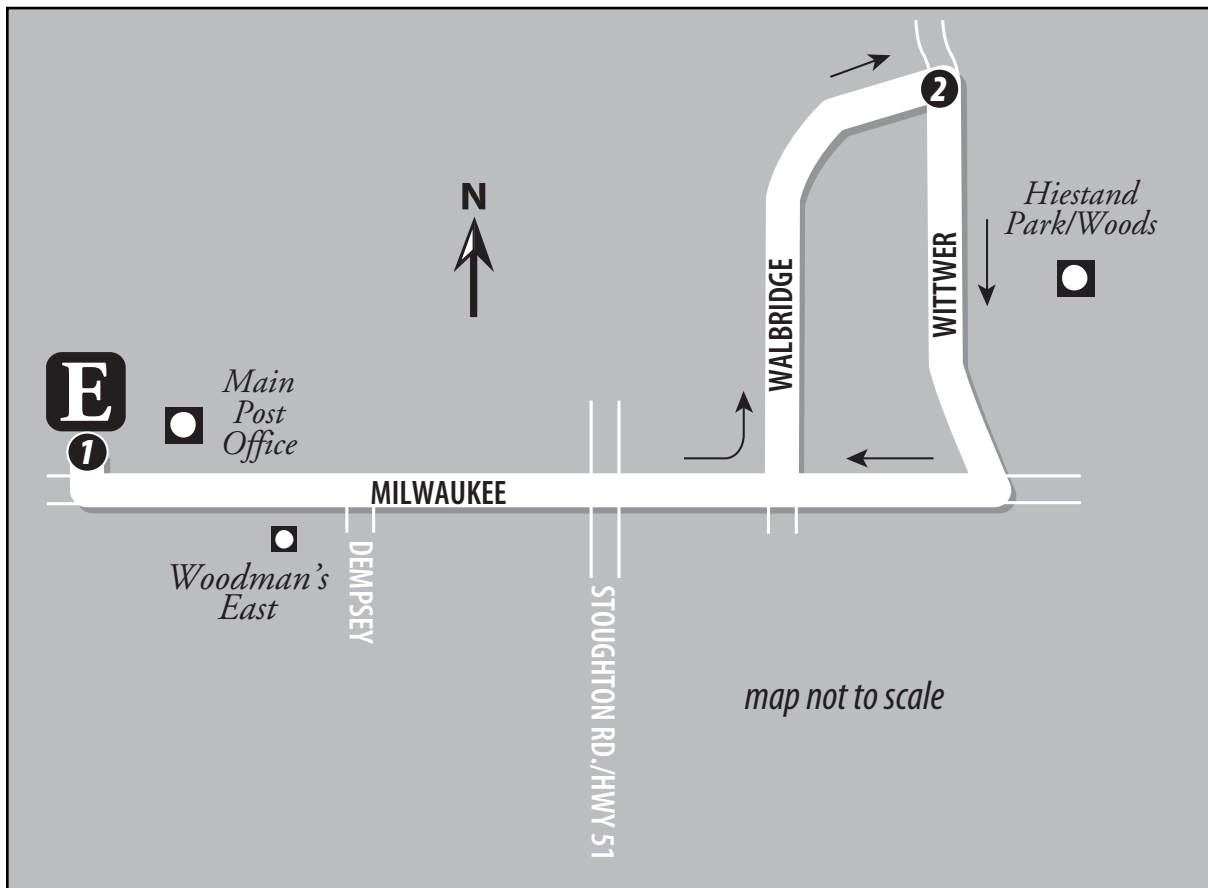 2
N
Hiestand
Park/Woods
WALBRIDGE
WITTWER
E
Main
Post
Office
1
MILWAUKEE
Woodman's
East
DEMPSEY
STOUGHTON RD./HWY 51
map not to scale